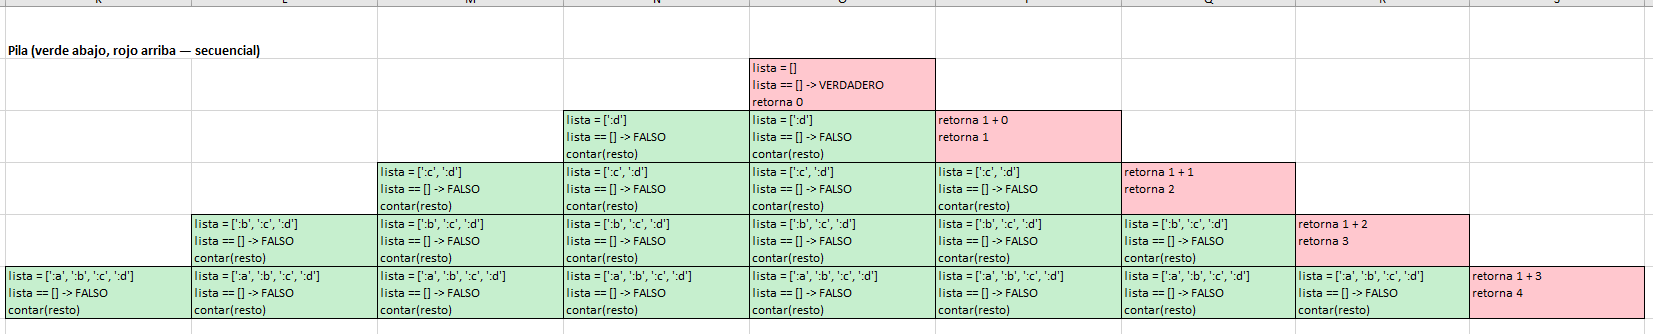 Pila (verde abajo, rojo arriba — secuencial)
lista = []
lista == [] -> VERDADERO
retorna 0
lista = [':d']
lista == [] -> FALSO
contar(resto)
lista = [':d']
lista == [] -> FALSO
contar(resto)
retorna 1 + 0
retorna 1
lista = [':c', ':d']
lista == [] -> FALSO
contar(resto)
lista = [':c', ':d']
lista == [] -> FALSO
contar(resto)
lista = [':c', ':d']
lista == [] -> FALSO
contar(resto)
lista = [':c', ':d']
lista == [] -> FALSO
contar(resto)
retorna 1 + 1
retorna 2
lista = [':b', ':c', ':d']
lista == [] -> FALSO
contar(resto)
lista = [':b', ':c', ':d']
lista == [] -> FALSO
contar(resto)
lista = [':b', ':c', ':d']
lista == [] -> FALSO
contar(resto)
lista = [':b', ':c', ':d']
lista == [] -> FALSO
contar(resto)
lista = [':b', ':c', ':d']
lista == [] -> FALSO
contar(resto)
lista = [':b', ':c', ':d']
lista == [] -> FALSO
contar(resto)
retorna 1 + 2
retorna 3
lista = [':a', ':b', ':c', ':d']
lista == [] -> FALSO
contar(resto)
lista = [':a', ':b', ':c', ':d']
lista == [] -> FALSO
contar(resto)
lista = [':a', ':b', ':c', ':d']
lista == [] -> FALSO
contar(resto)
lista = [':a', ':b', ':c', ':d']
lista == [] -> FALSO
contar(resto)
lista = [':a', ':b', ':c', ':d']
lista == [] -> FALSO
contar(resto)
lista = [':a', ':b', ':c', ':d']
lista == [] -> FALSO
contar(resto)
lista = [':a', ':b', ':c', ':d']
lista == [] -> FALSO
contar(resto)
lista = [':a', ':b', ':c', ':d']
lista == [] -> FALSO
contar(resto)
retorna 1 + 3
retorna 4